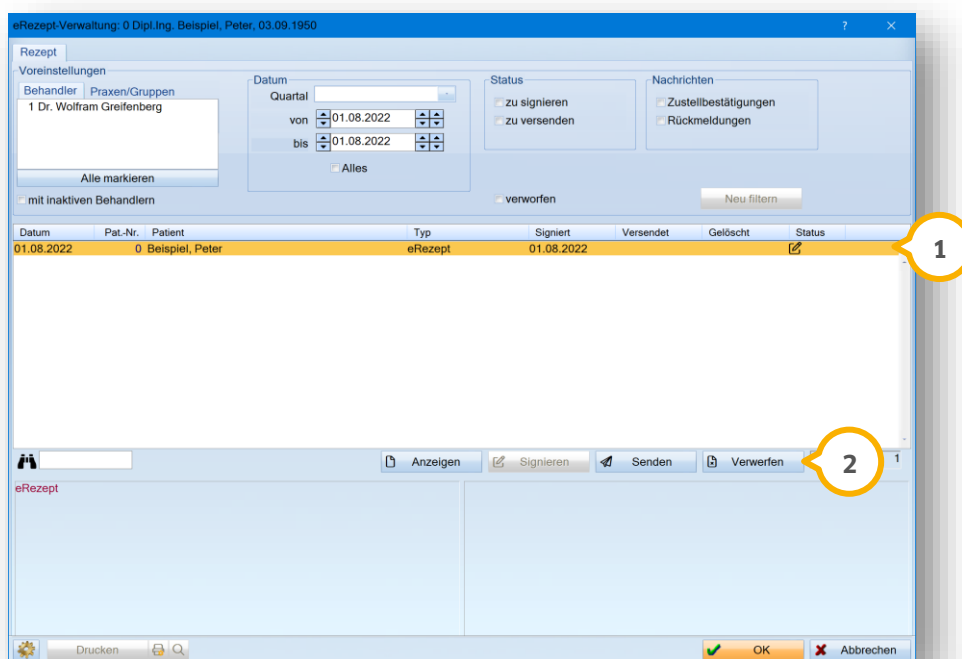 eRezept-Verwaltung: 0 Dipl.Ing. Beispiel, Peter, 03.09.1950 ?
Rezept
Voreinstellungen
Behandler Praxen/Gruppen
1 Dr. Wolfram Greifenberg
Alle markieren
mit inaktiven Behandlern
Datum
Quartal
von 01.08.2022
bis 01.08.2022
Alles
Status
zu signieren
zu versenden
verworfen
Nachrichten
Zustellbestätigungen
Rückmeldungen
Neu filtern
Datum Pat.-Nr. Patient Typ Signiert Versendet Gelöscht Status
01.08.2022 0 Beispiel, Peter eRezept 01.08.2022
1
Anzeigen Signieren Senden Verwerfen 1
2
eRezept
Drucken OK Abbrechen